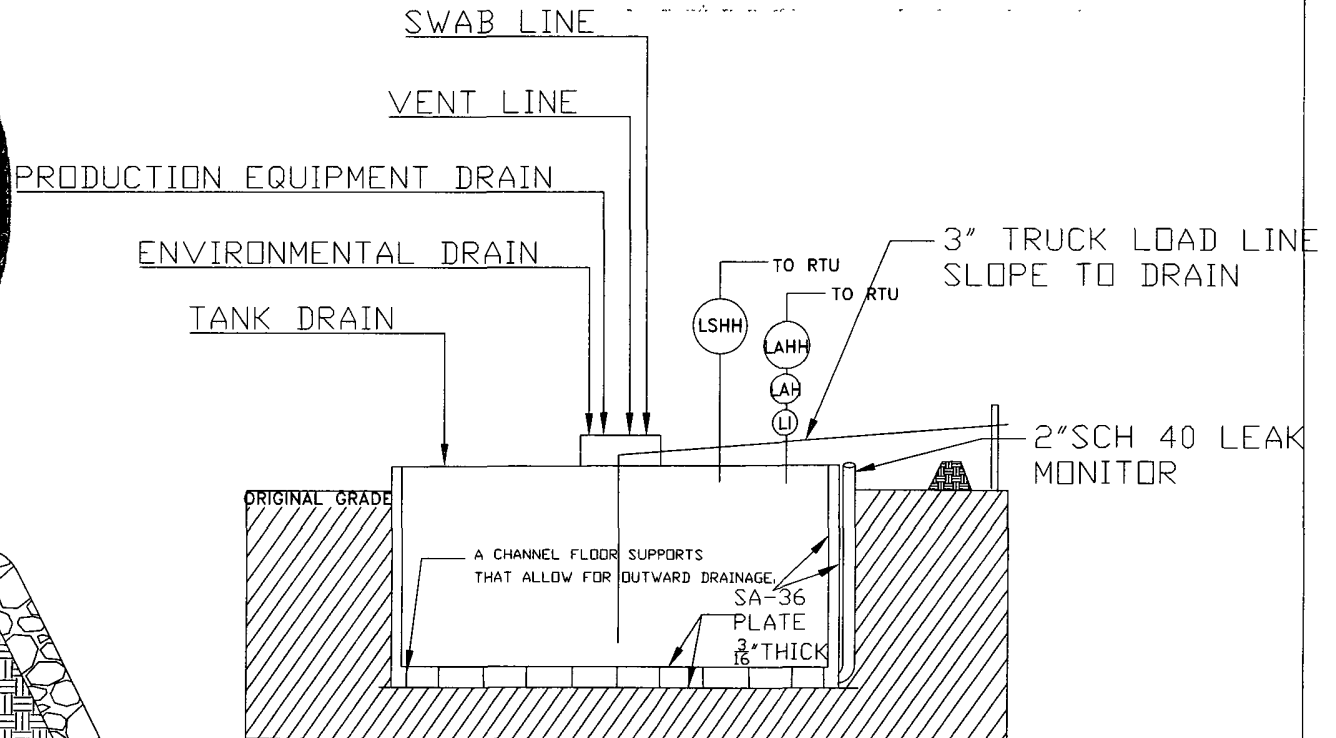 SWAB LINE
VENT LINE
PRODUCTION EQUIPMENT DRAIN
ENVIRONMENTAL DRAIN
TANK DRAIN
3" TRUCK LOAD LINE
SLOPE TO DRAIN
TO RTU
TO RTU
LSHH
LAHH
LAH
LI
2"SCH 40 LEAK
MONITOR
ORIGINAL GRADE
A CHANNEL FLOOR SUPPORTS
THAT ALLOW FOR OUTWARD DRAINAGE.
SA-36
PLATE
3/16"THICK